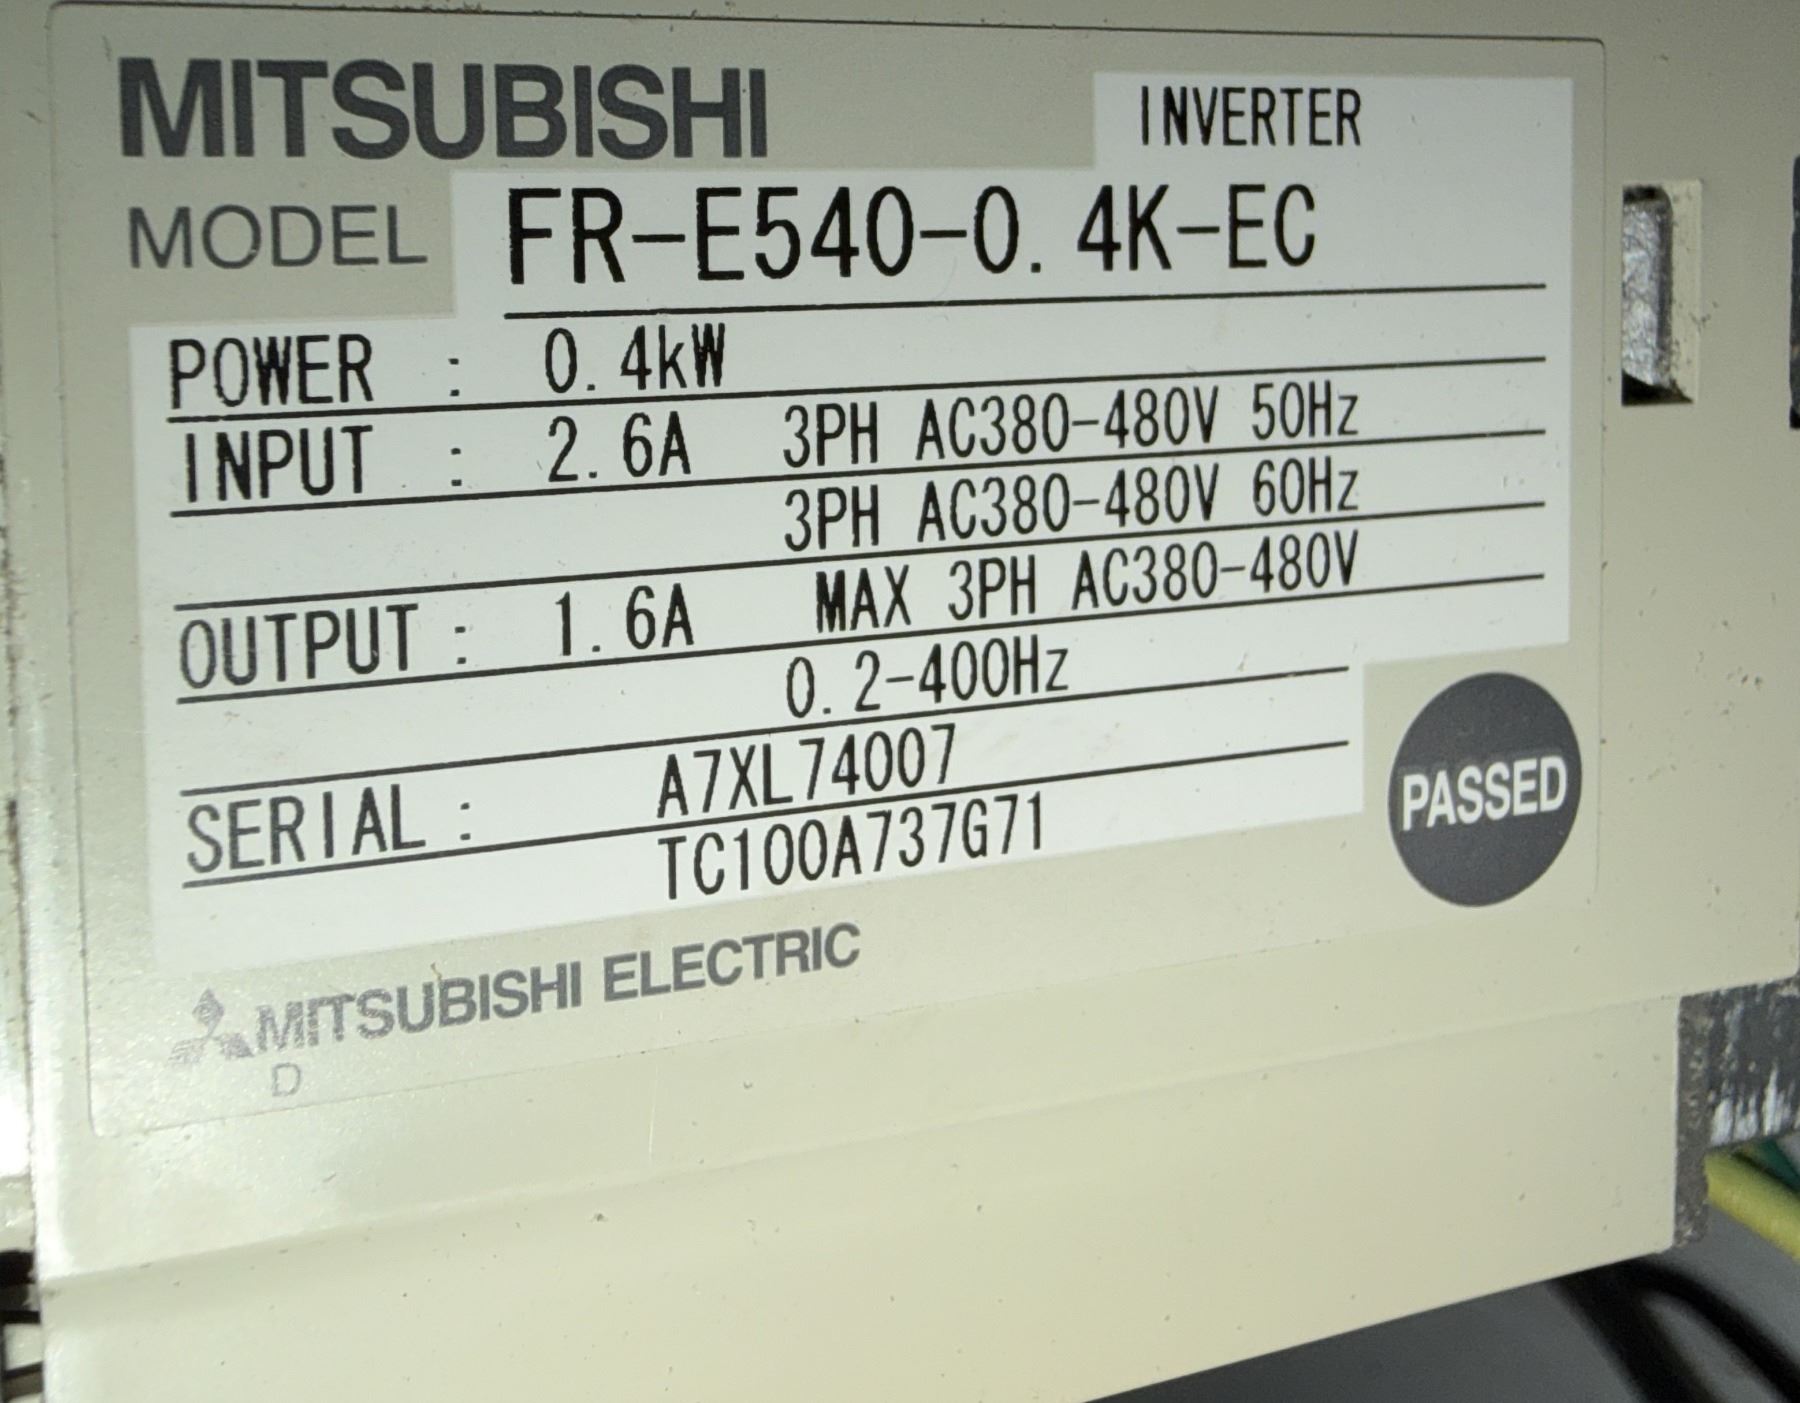 MITSUBISHI
INVERTER
MODEL FR-E540-0.4K-EC
POWER : 0.4kW
INPUT : 2.6A 3PH AC380-480V 50Hz
3PH AC380-480V 60Hz
OUTPUT : 1.6A MAX 3PH AC380-480V
0.2-400Hz
SERIAL : A7XL74007
TC100A737G71
PASSED
MITSUBISHI ELECTRIC
D